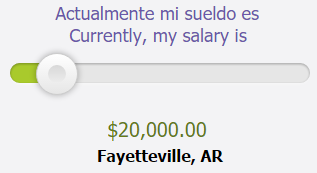 Actualmente mi sueldo es
Currently, my salary is
$20,000.00
Fayetteville, AR